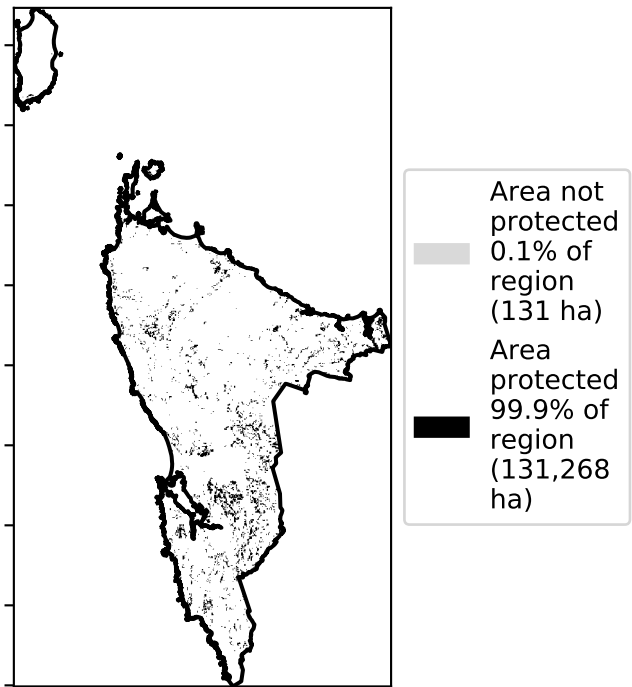 Area not
protected
0.1% of
region
(131 ha)
Area
protected
99.9% of
region
(131,268
ha)